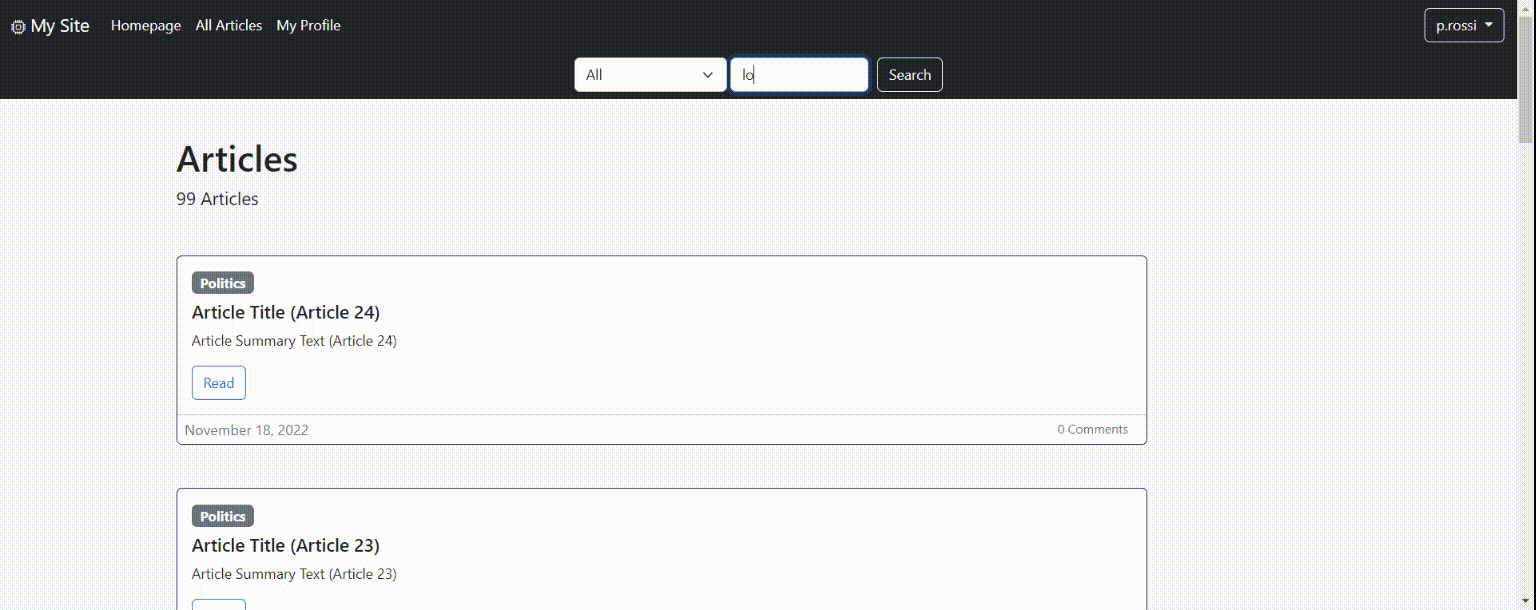 My Site Homepage All Articles My Profile p.rossi
All lo Search
Articles
99 Articles
Politics
Article Title (Article 24)
Article Summary Text (Article 24)
Read
November 18, 2022 0 Comments
Politics
Article Title (Article 23)
Article Summary Text (Article 23)